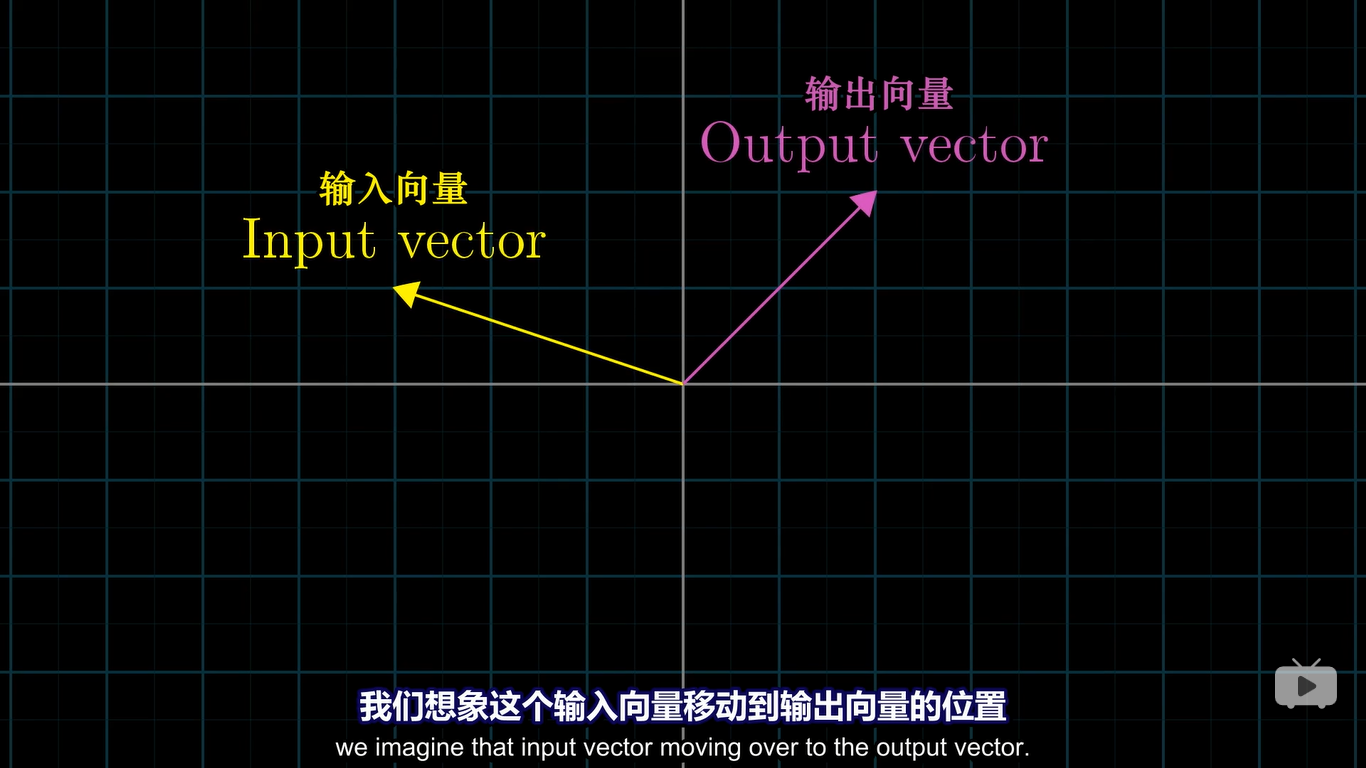 输出向量
Output vector
输入向量
Input vector
我们想象这个输入向量移动到输出向量的位置
we imagine that input vector moving over to the output vector.